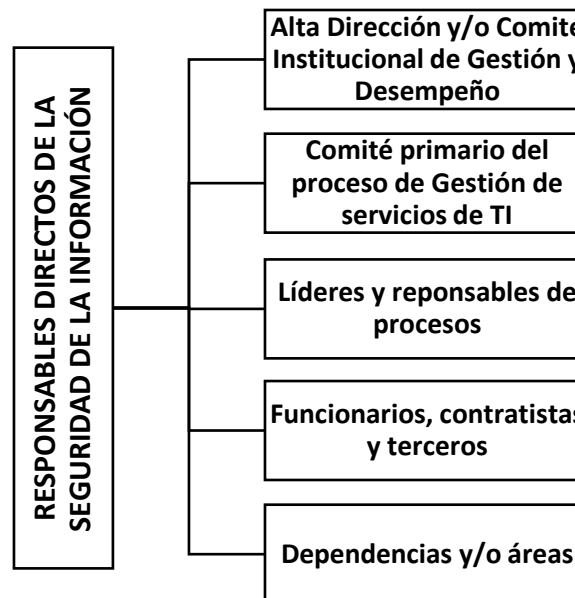 RESPONSABLES DIRECTOS DE LA
SEGURIDAD DE LA INFORMACIÓN
Alta Dirección y/o Comité
Institucional de Gestión y
Desempeño
Comité primario del
proceso de Gestión de
servicios de TI
Líderes y reponsables de
procesos
Funcionarios, contratistas
y terceros
Dependencias y/o áreas